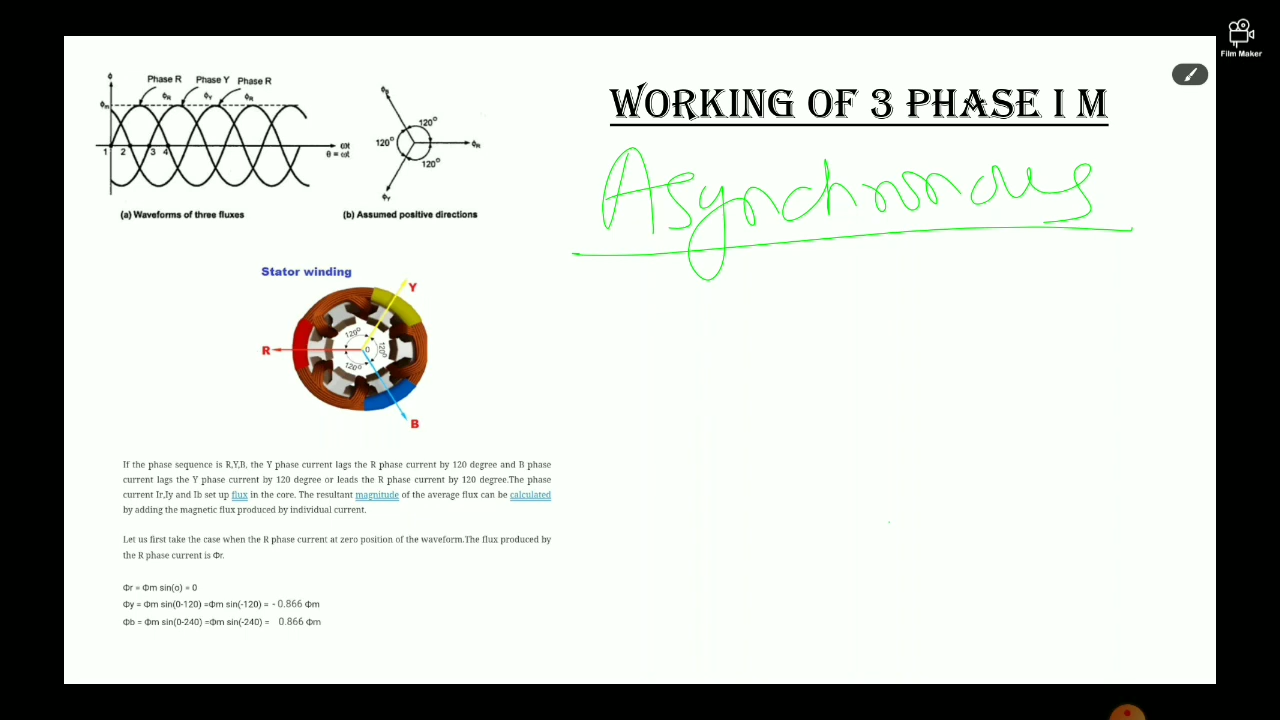 Film Maker
WORKING OF 3 PHASE I M
Asynchronous
Phase R Phase Y Phase R
ϕ
ϕm
ϕR ϕY ϕR
1 2 3 4
ωt
θ = ωt
(a) Waveforms of three fluxes
ϕB
120°
120°
ϕR
120°
ϕY
(b) Assumed positive directions
Stator winding
Y
120°
R
0
120°
120°
B
If the phase sequence is R,Y,B, the Y phase current lags the R phase current by 120 degree and B phase
current lags the Y phase current by 120 degree or leads the R phase current by 120 degree.The phase
current Ir,Iy and Ib set up flux in the core. The resultant magnitude of the average flux can be calculated
by adding the magnetic flux produced by individual current.
Let us first take the case when the R phase current at zero position of the waveform.The flux produced by
the R phase current is Φr.
Φr = Φm sin(o) = 0
Φy = Φm sin(0-120) =Φm sin(-120) = - 0.866 Φm
Φb = Φm sin(0-240) =Φm sin(-240) = 0.866 Φm